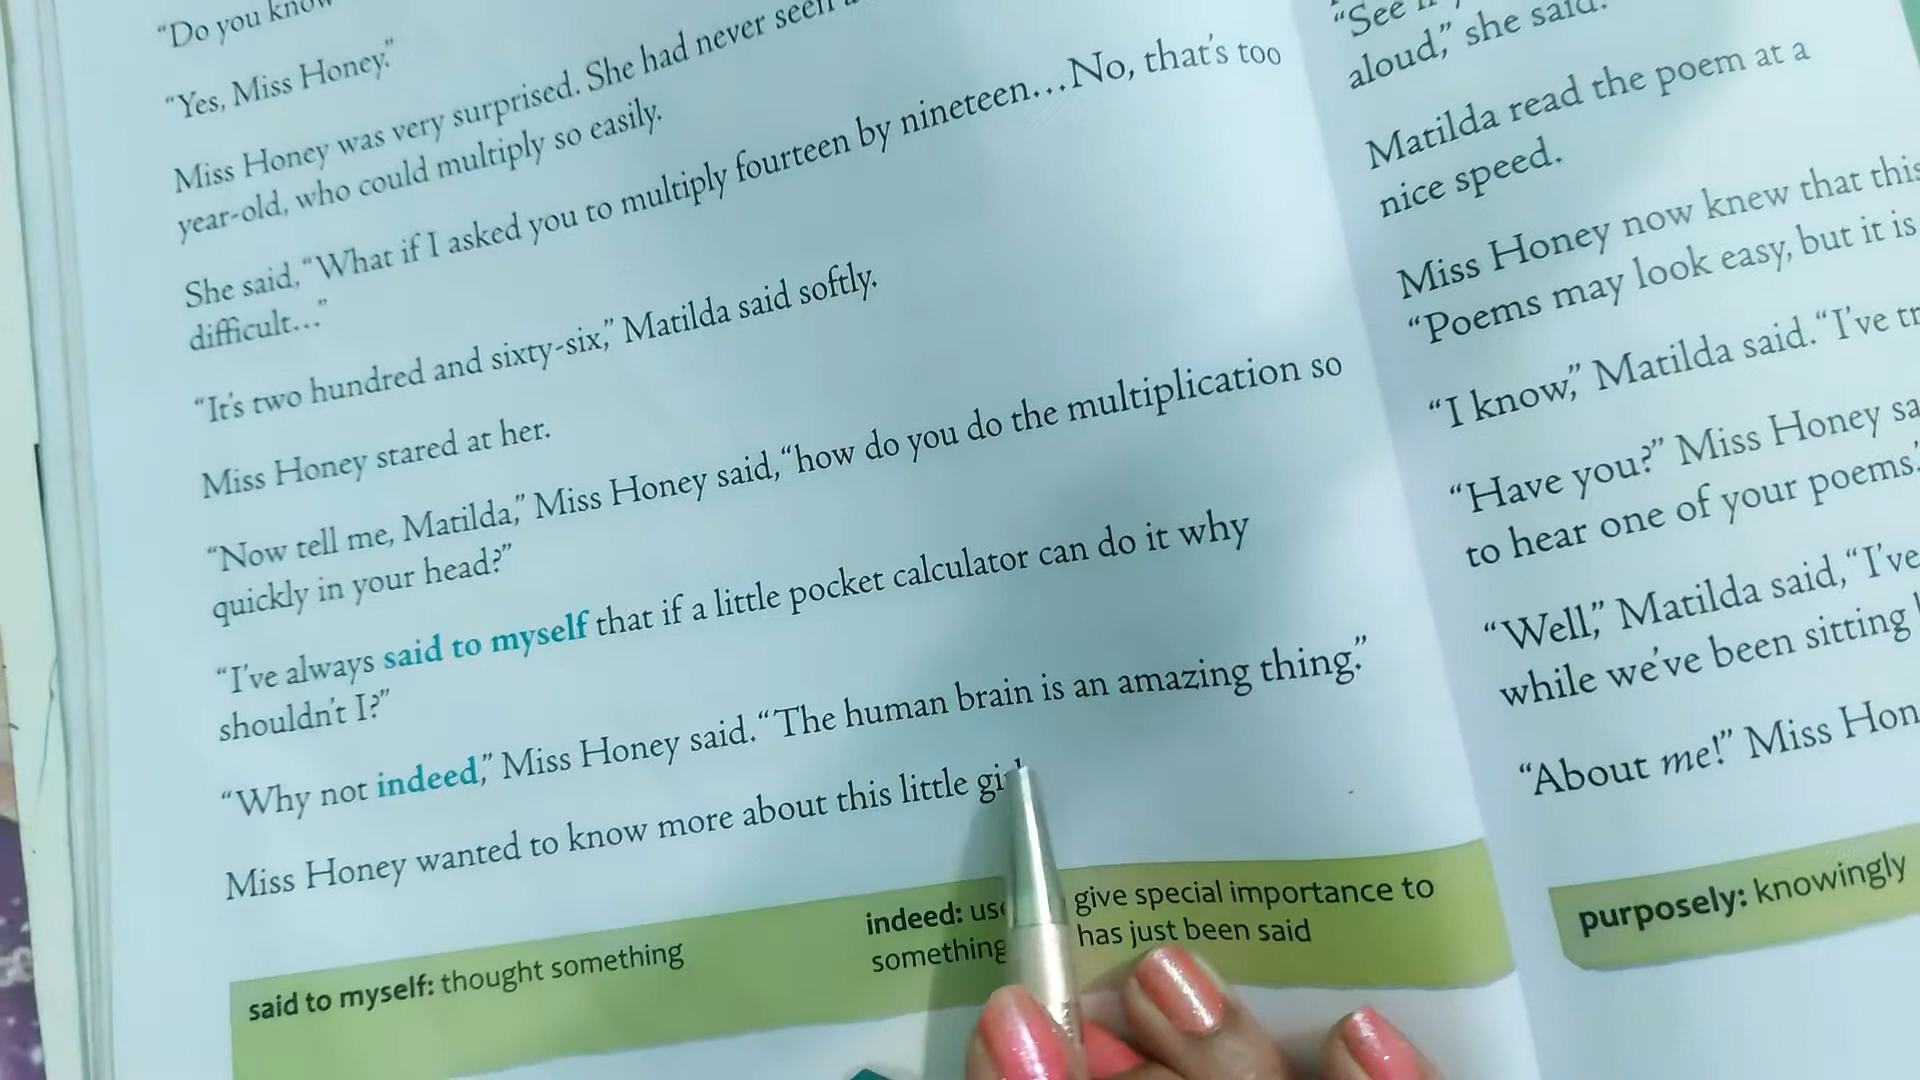 "Do you know
"Yes, Miss Honey."
Miss Honey was very surprised. She had never seen
year-old, who could multiply so easily.
She said, "What if I asked you to multiply fourteen by nineteen...No, that's too
difficult..."
"It's two hundred and sixty-six," Matilda said softly.
Miss Honey stared at her.
"Now tell me, Matilda," Miss Honey said, "how do you do the multiplication so
quickly in your head?"
"I've always said to myself that if a little pocket calculator can do it why
shouldn't I?"
"Why not indeed," Miss Honey said. "The human brain is an amazing thing."
Miss Honey wanted to know more about this little
said to myself: thought something
indeed: give special importance to
something has just been said
"See
aloud," she said.
Matilda read the poem at a
nice speed.
Miss Honey now knew that this
"Poems may look easy, but it is
"I know," Matilda said. "I've
"Have you?" Miss Honey
to hear one of your poems.
"Well," Matilda said, "I've
while we've been sitting
"About me!" Miss
purposely: knowingly